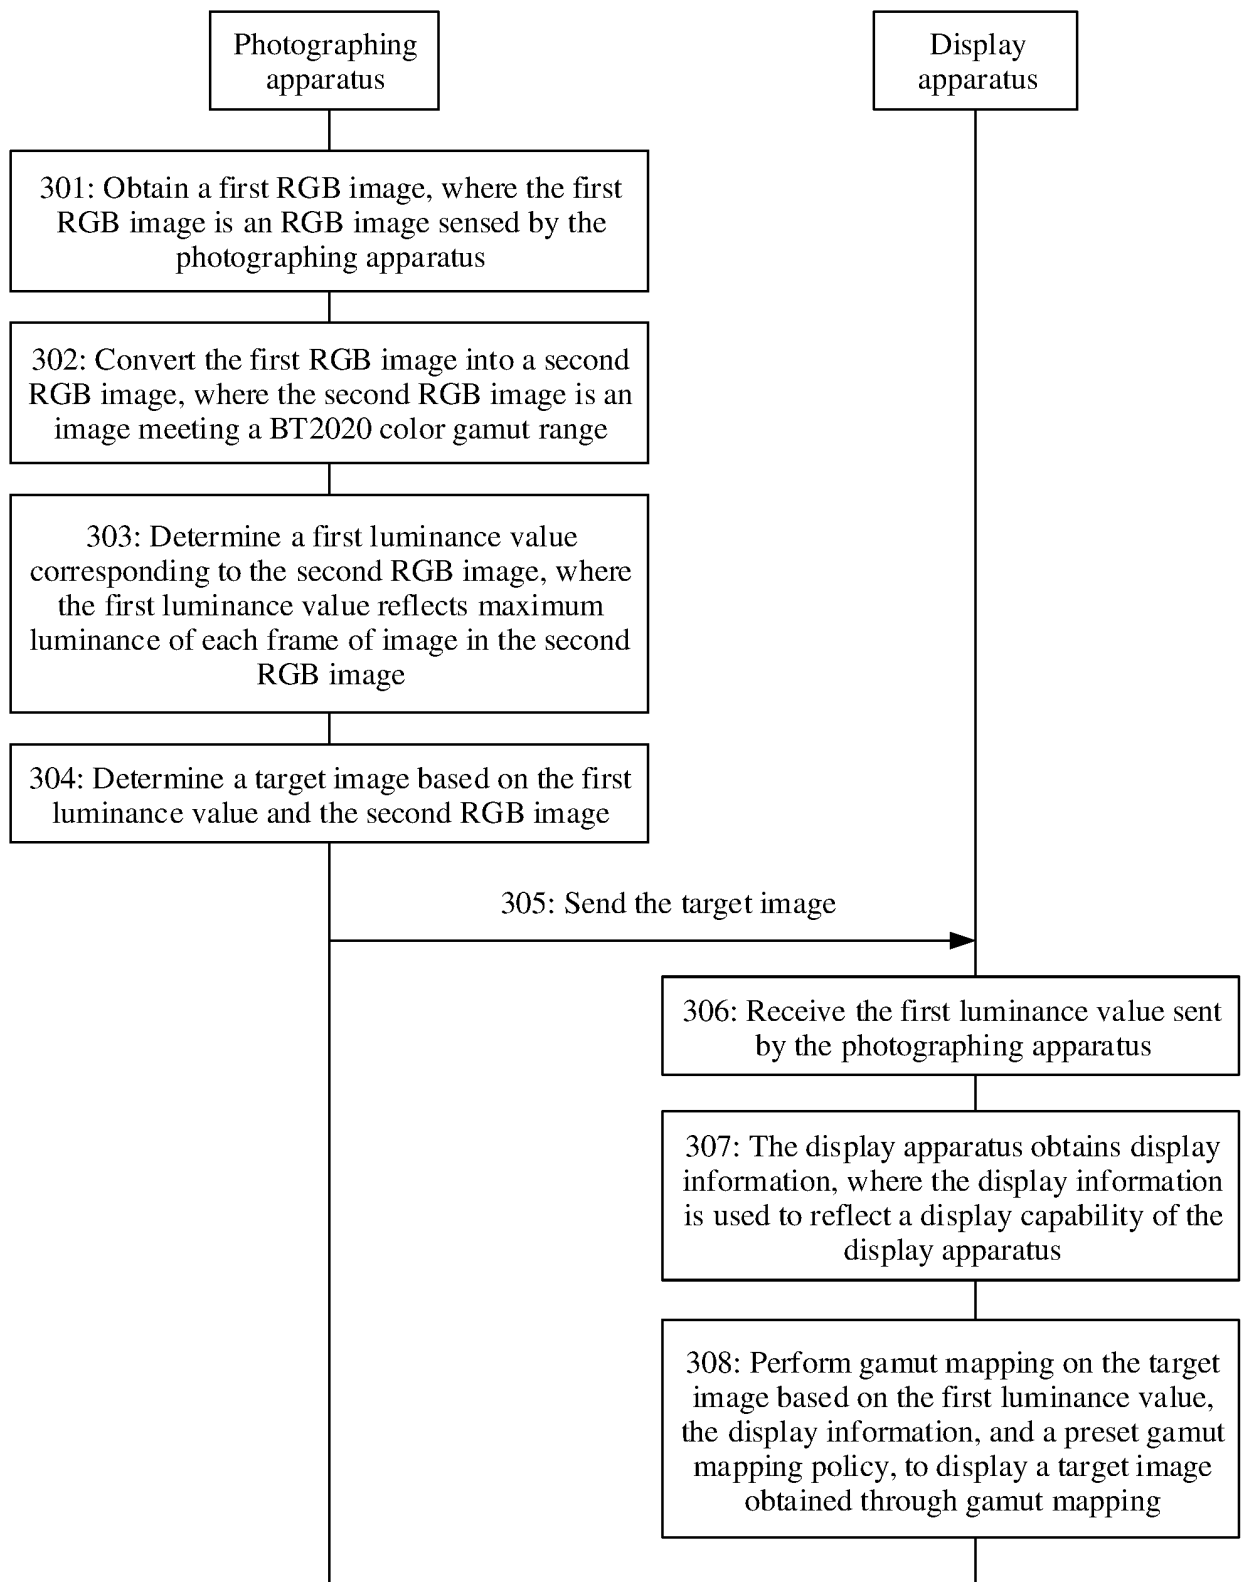 Photographing
apparatus
Display
apparatus
301: Obtain a first RGB image, where the first
RGB image is an RGB image sensed by the
photographing apparatus
302: Convert the first RGB image into a second
RGB image, where the second RGB image is an
image meeting a BT2020 color gamut range
303: Determine a first luminance value
corresponding to the second RGB image, where
the first luminance value reflects maximum
luminance of each frame of image in the second
RGB image
304: Determine a target image based on the first
luminance value and the second RGB image
305: Send the target image
306: Receive the first luminance value sent
by the photographing apparatus
307: The display apparatus obtains display
information, where the display information
is used to reflect a display capability of the
display apparatus
308: Perform gamut mapping on the target
image based on the first luminance value,
the display information, and a preset gamut
mapping policy, to display a target image
obtained through gamut mapping